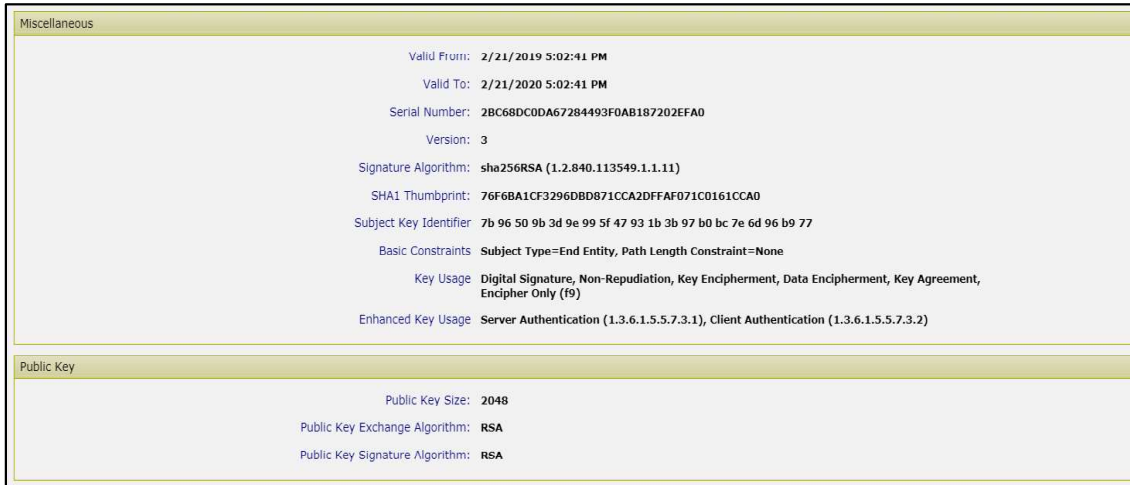 Miscellaneous
Valid From: 2/21/2019 5:02:41 PM
Valid To: 2/21/2020 5:02:41 PM
Serial Number: 2BC68DC0DA67284493F0AB187202EFA0
Version: 3
Signature Algorithm: sha256RSA (1.2.840.113549.1.1.11)
SHA1 Thumbprint: 76F6BA1CF3296DBD871CCA2DFFAF071C0161CCA0
Subject Key Identifier 7b 96 50 9b 3d 9e 99 5f 47 93 1b 3b 97 b0 bc 7e 6d 96 b9 77
Basic Constraints Subject Type=End Entity, Path Length Constraint=None
Key Usage Digital Signature, Non-Repudiation, Key Encipherment, Data Encipherment, Key Agreement,
Encipher Only (f9)
Enhanced Key Usage Server Authentication (1.3.6.1.5.5.7.3.1), Client Authentication (1.3.6.1.5.5.7.3.2)
Public Key
Public Key Size: 2048
Public Key Exchange Algorithm: RSA
Public Key Signature Algorithm: RSA